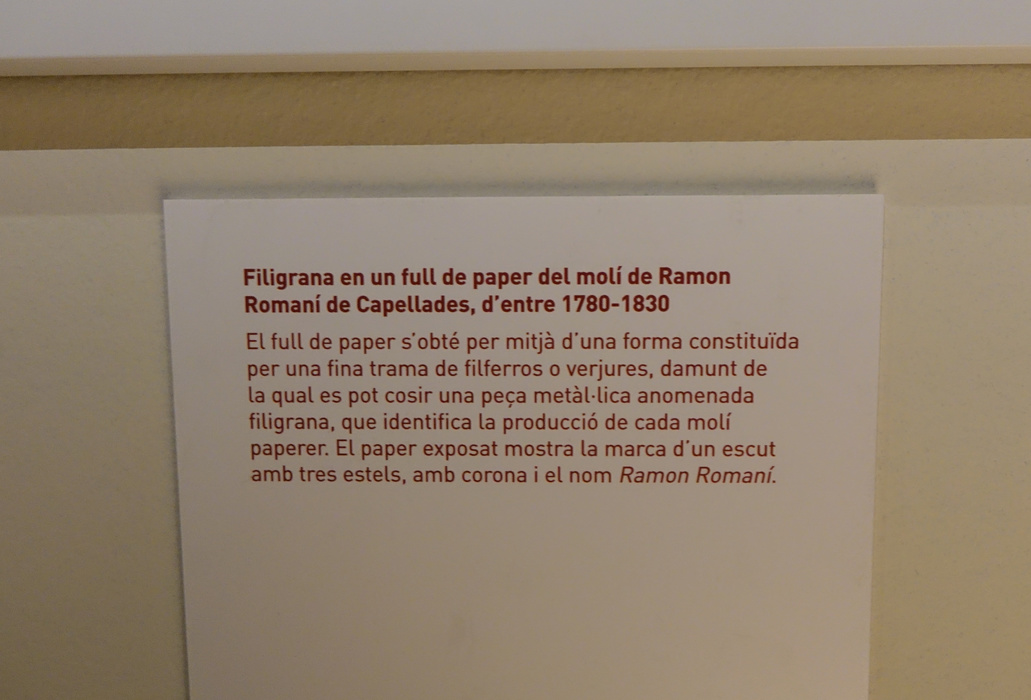 Filigrana en un full de paper del molí de Ramon
Romaní de Capellades, d'entre 1780-1830
El full de paper s'obté per mitjà d'una forma constituïda
per una fina trama de filferros o verjures, damunt de
la qual es pot cosir una peça metàl·lica anomenada
filigrana, que identifica la producció de cada molí
paperer. El paper exposat mostra la marca d'un escut
amb tres estels, amb corona i el nom Ramon Romaní.